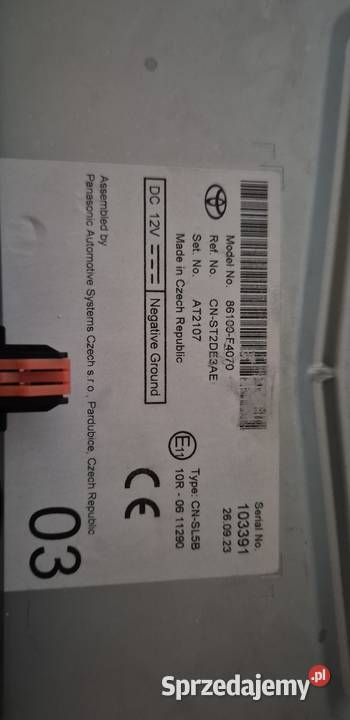 Model No. 86100-F4070
Ref. No. CN-ST2DE3AE
Set. No. AT2107
Made in Czech Republic
Serial No.
103391
26.09.23
DC 12V
Negative Ground
E11
Type: CN-SL5B
10R - 06 11290
CE
Assembled by
Panasonic Automotive Systems Czech s.r.o., Pardubice, Czech Republic
03
Sprzedajemy.pl